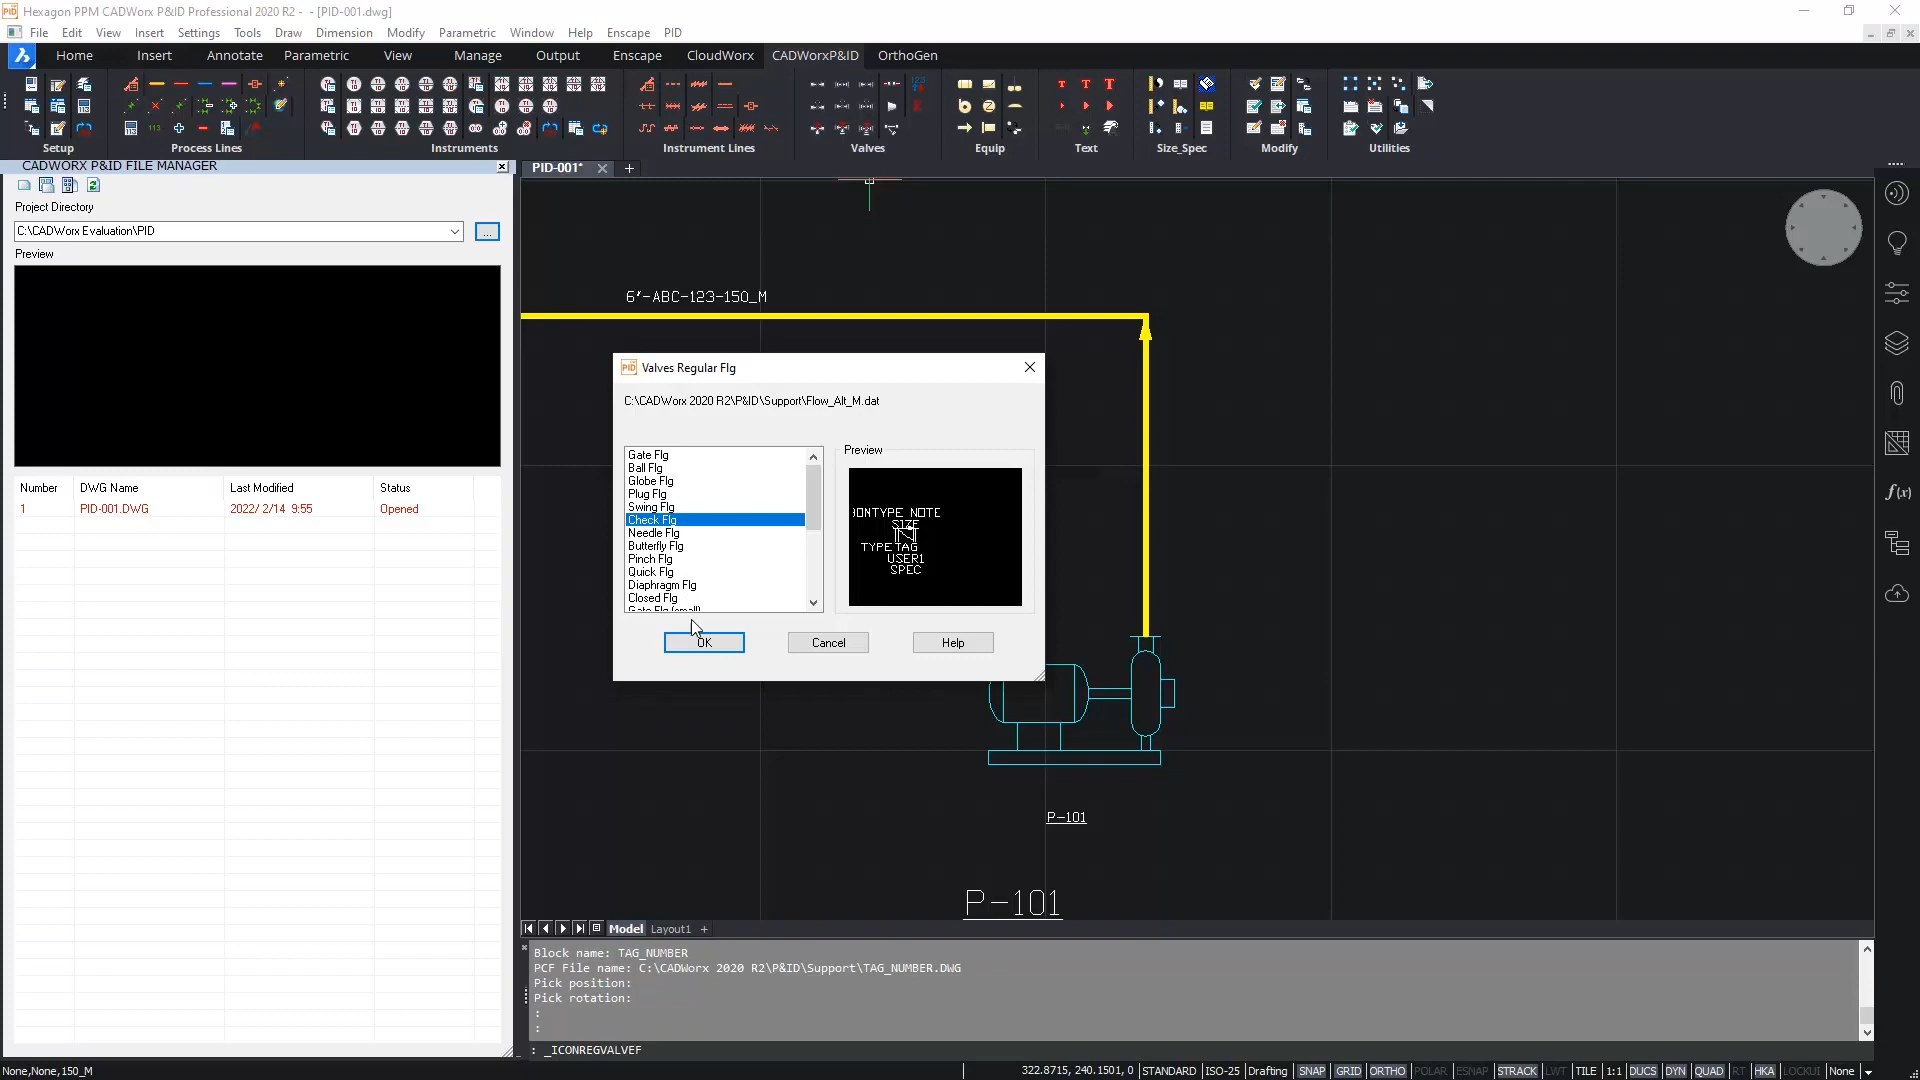 Hexagon PPM CADWorx P&ID Professional 2020 R2 - - [PID-001.dwg]
File Edit View Insert Settings Tools Draw Dimension Modify Parametric Window Help Enscape PID
Home Insert Annotate Parametric View Manage Output Enscape CloudWorx CADWorxP&ID OrthoGen
Setup Process Lines Instruments Instrument Lines Valves Equip Text Size_Spec Modify Utilities
CADWORX P&ID FILE MANAGER
PID-001*
Project Directory
C:\CADWorx Evaluation\PID
...
Preview
Number DWG Name Last Modified Status
1 PID-001.DWG 2022/ 2/14 9:55 Opened
6"-ABC-123-150_M
Valves Regular Flg
C:\CADWorx 2020 R2\P&ID\Support\Flow_Alt_M.dat
Gate Flg
Ball Flg
Globe Flg
Plug Flg
Swing Flg
Check Flg
Needle Flg
Butterfly Flg
Pinch Flg
Quick Flg
Diaphragm Flg
Closed Flg
Gate Flg (small)
Preview
TYPE NOTE
SIZE
TYPE TAG
USER1
SPEC
OK Cancel Help
P-101
P-101
Model Layout1 +
Block name: TAG_NUMBER
PCF File name: C:\CADWorx 2020 R2\P&ID\Support\TAG_NUMBER.DWG
Pick position:
Pick rotation:
:
:
: _ICONREGVALVEF
None,None,150_M
322.8715, 240.1501, 0 STANDARD ISO-25 Drafting SNAP GRID ORTHO POLAR ESNAP STRACK LWT TILE 1:1 DUCS DYN QUAD RT HKA LOCKUI None